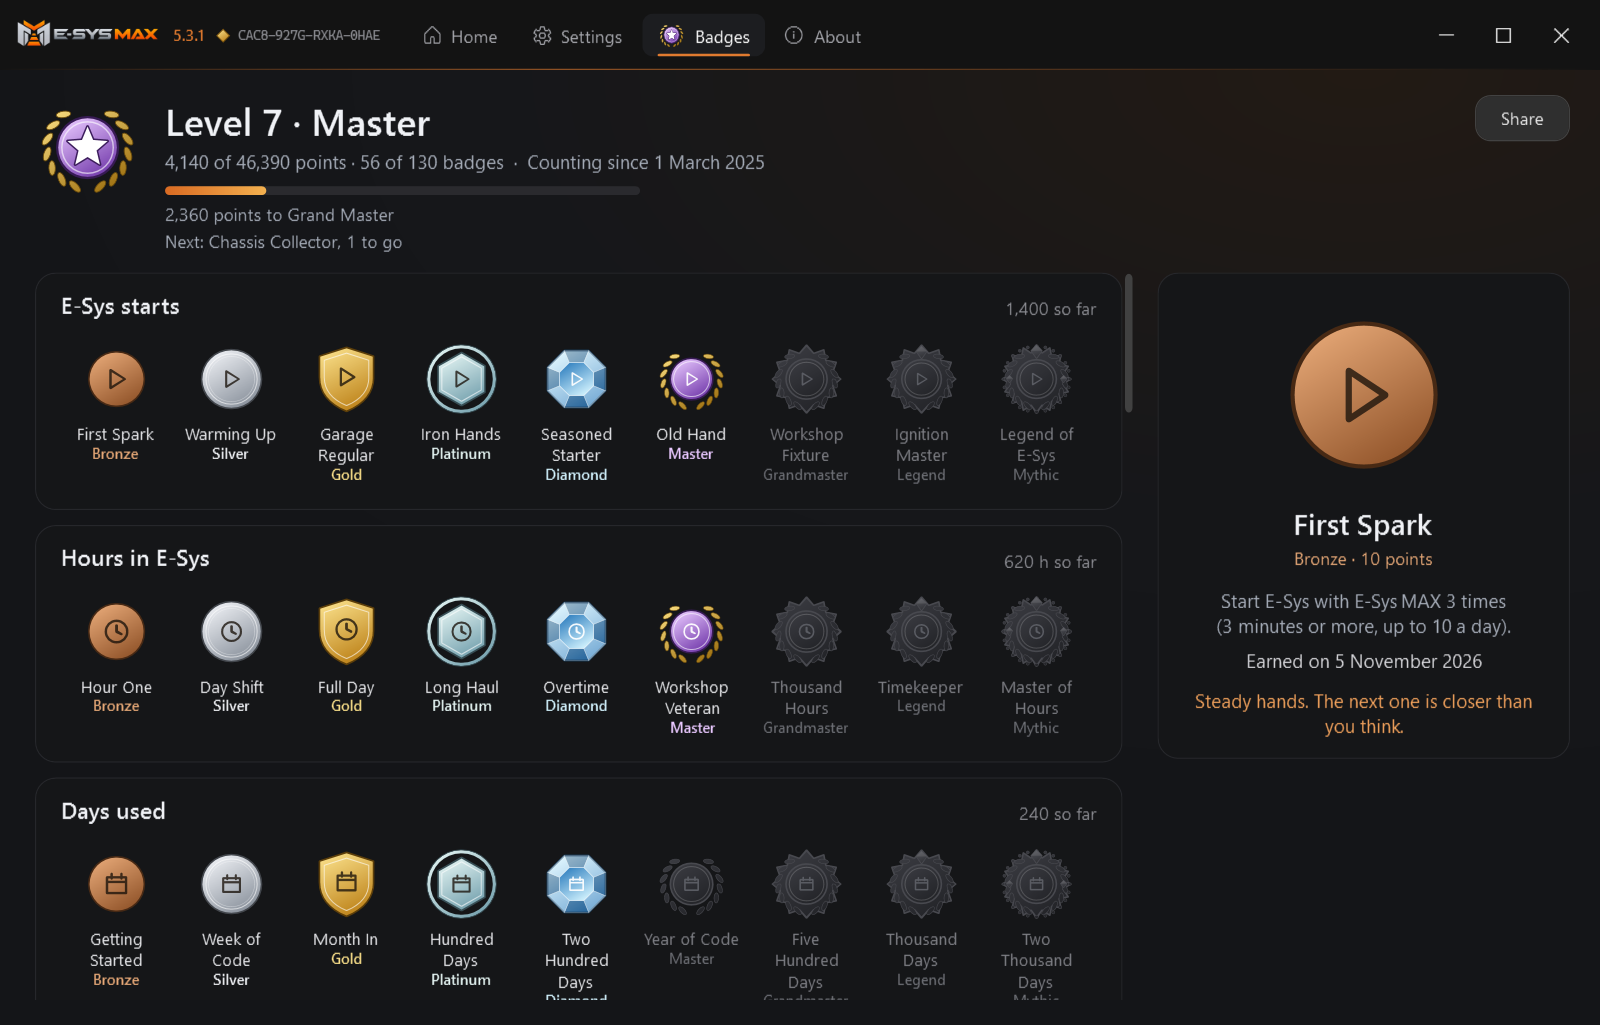 E-SYS MAX 5.3.1 CAC8-927G-RXKA-0HAE Home Settings Badges About
Level 7 · Master
Share
4,140 of 46,390 points · 56 of 130 badges · Counting since 1 March 2025
2,360 points to Grand Master
Next: Chassis Collector, 1 to go
E-Sys starts
1,400 so far
First Spark
Bronze
Warming Up
Silver
Garage
Regular
Gold
Iron Hands
Platinum
Seasoned
Starter
Diamond
Old Hand
Master
Workshop
Fixture
Grandmaster
Ignition
Master
Legend
Legend of
E-Sys
Mythic
Hours in E-Sys
620 h so far
Hour One
Bronze
Day Shift
Silver
Full Day
Gold
Long Haul
Platinum
Overtime
Diamond
Workshop
Veteran
Master
Thousand
Hours
Grandmaster
Timekeeper
Legend
Master of
Hours
Mythic
Days used
240 so far
Getting
Started
Bronze
Week of
Code
Silver
Month In
Gold
Hundred
Days
Platinum
Two
Hundred
Days
Diamond
Year of Code
Master
Five
Hundred
Days
Grandmaster
Thousand
Days
Legend
Two
Thousand
Days
Mythic
First Spark
Bronze · 10 points
Start E-Sys with E-Sys MAX 3 times
(3 minutes or more, up to 10 a day).
Earned on 5 November 2026
Steady hands. The next one is closer than
you think.